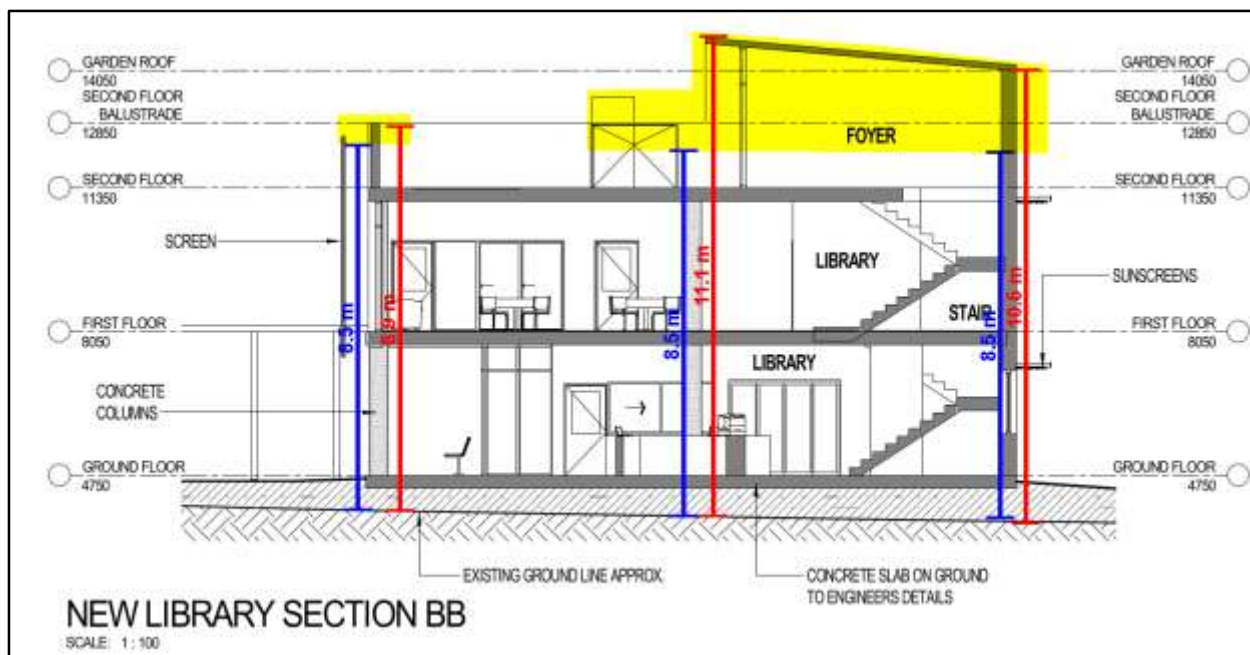 GARDEN ROOF
14050
SECOND FLOOR
BALUSTRADE
12850
SECOND FLOOR
11350
SCREEN
FIRST FLOOR
8050
CONCRETE
COLUMNS
GROUND FLOOR
4750
8.5 m
8.9 m
8.5 m
11.1 m
8.5 m
10.6 m
FOYER
LIBRARY
STAIR
LIBRARY
GARDEN ROOF
14050
SECOND FLOOR
BALUSTRADE
12850
SECOND FLOOR
11350
SUNSCREENS
FIRST FLOOR
8050
GROUND FLOOR
4750
EXISTING GROUND LINE APPROX.
CONCRETE SLAB ON GROUND
TO ENGINEERS DETAILS
NEW LIBRARY SECTION BB
SCALE: 1 : 100